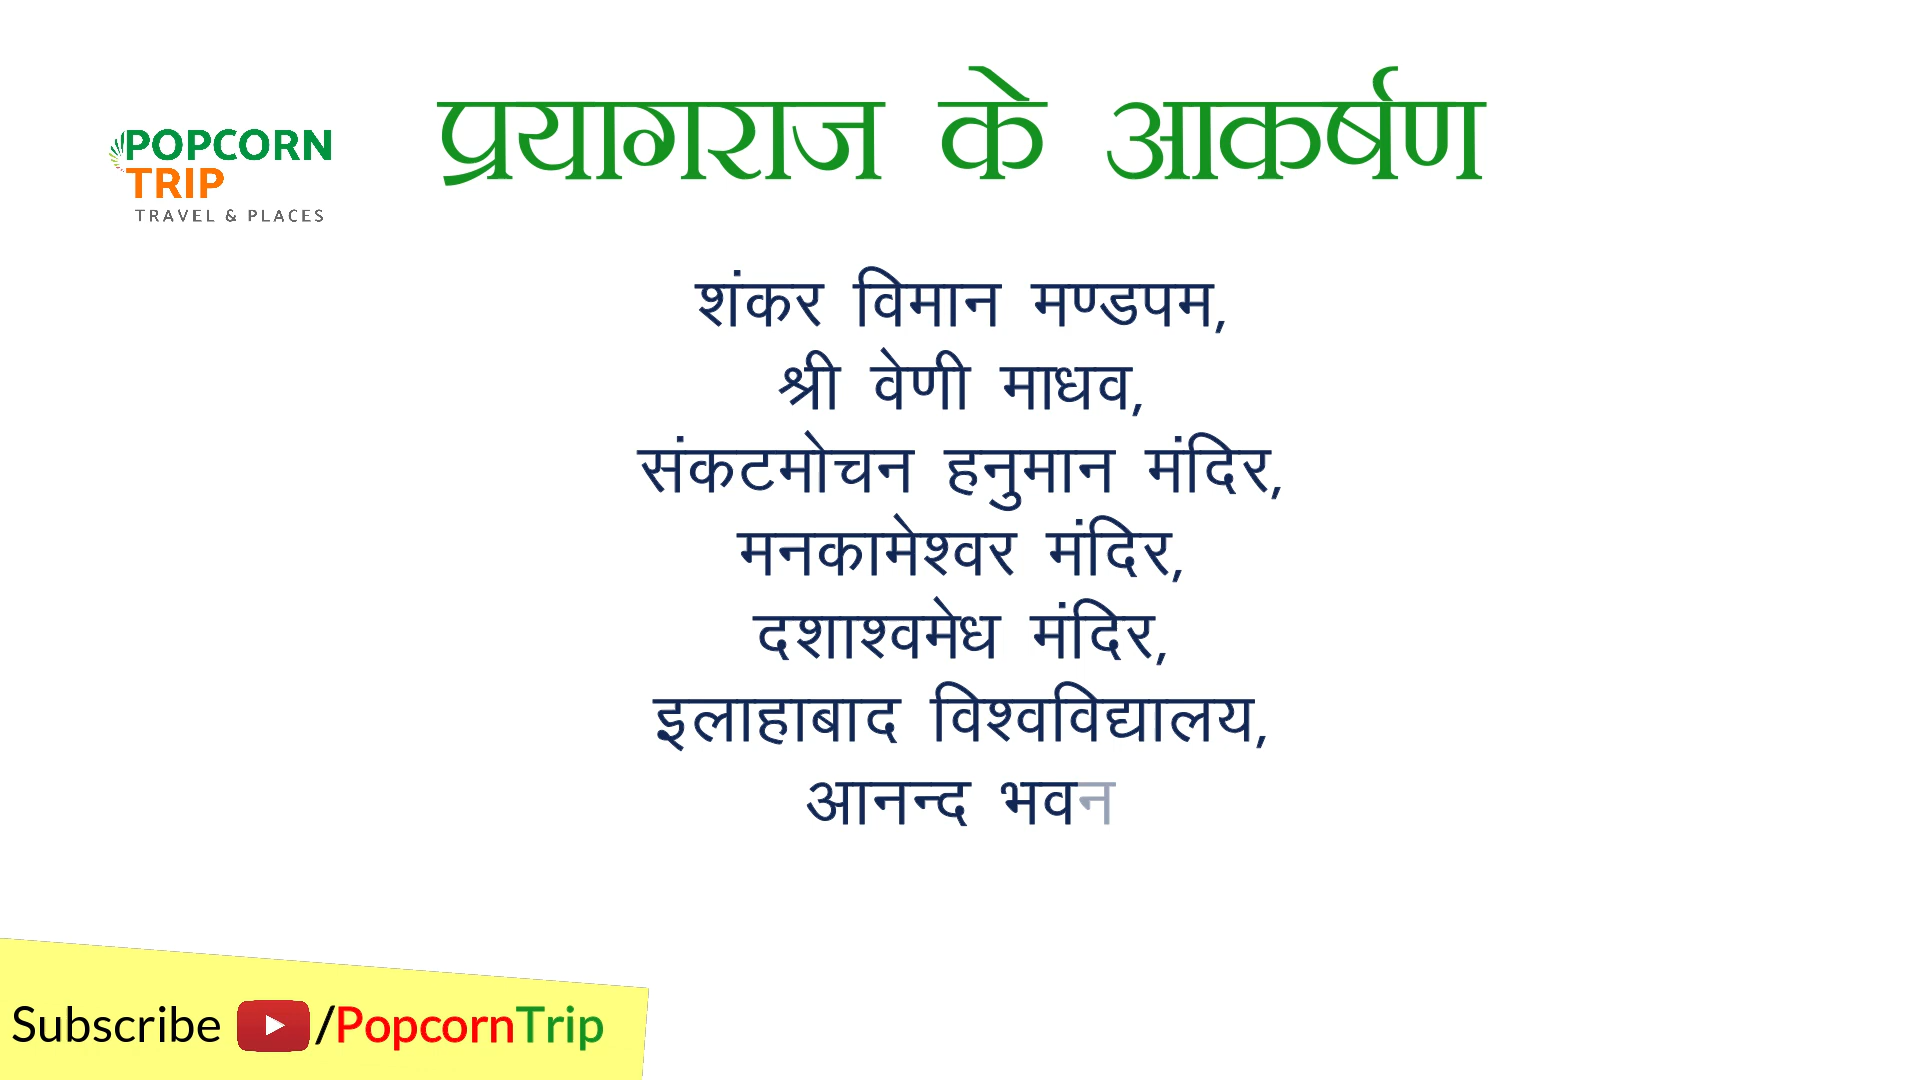 POPCORN
TRIP
TRAVEL & PLACES
प्रयागराज के आकर्षण
शंकर विमान मण्डपम,
श्री वेणी माधव,
संकटमोचन हनुमान मंदिर,
मनकामेश्वर मंदिर,
दशाश्वमेध मंदिर,
इलाहाबाद विश्वविद्यालय,
आनन्द भवन
Subscribe /PopcornTrip